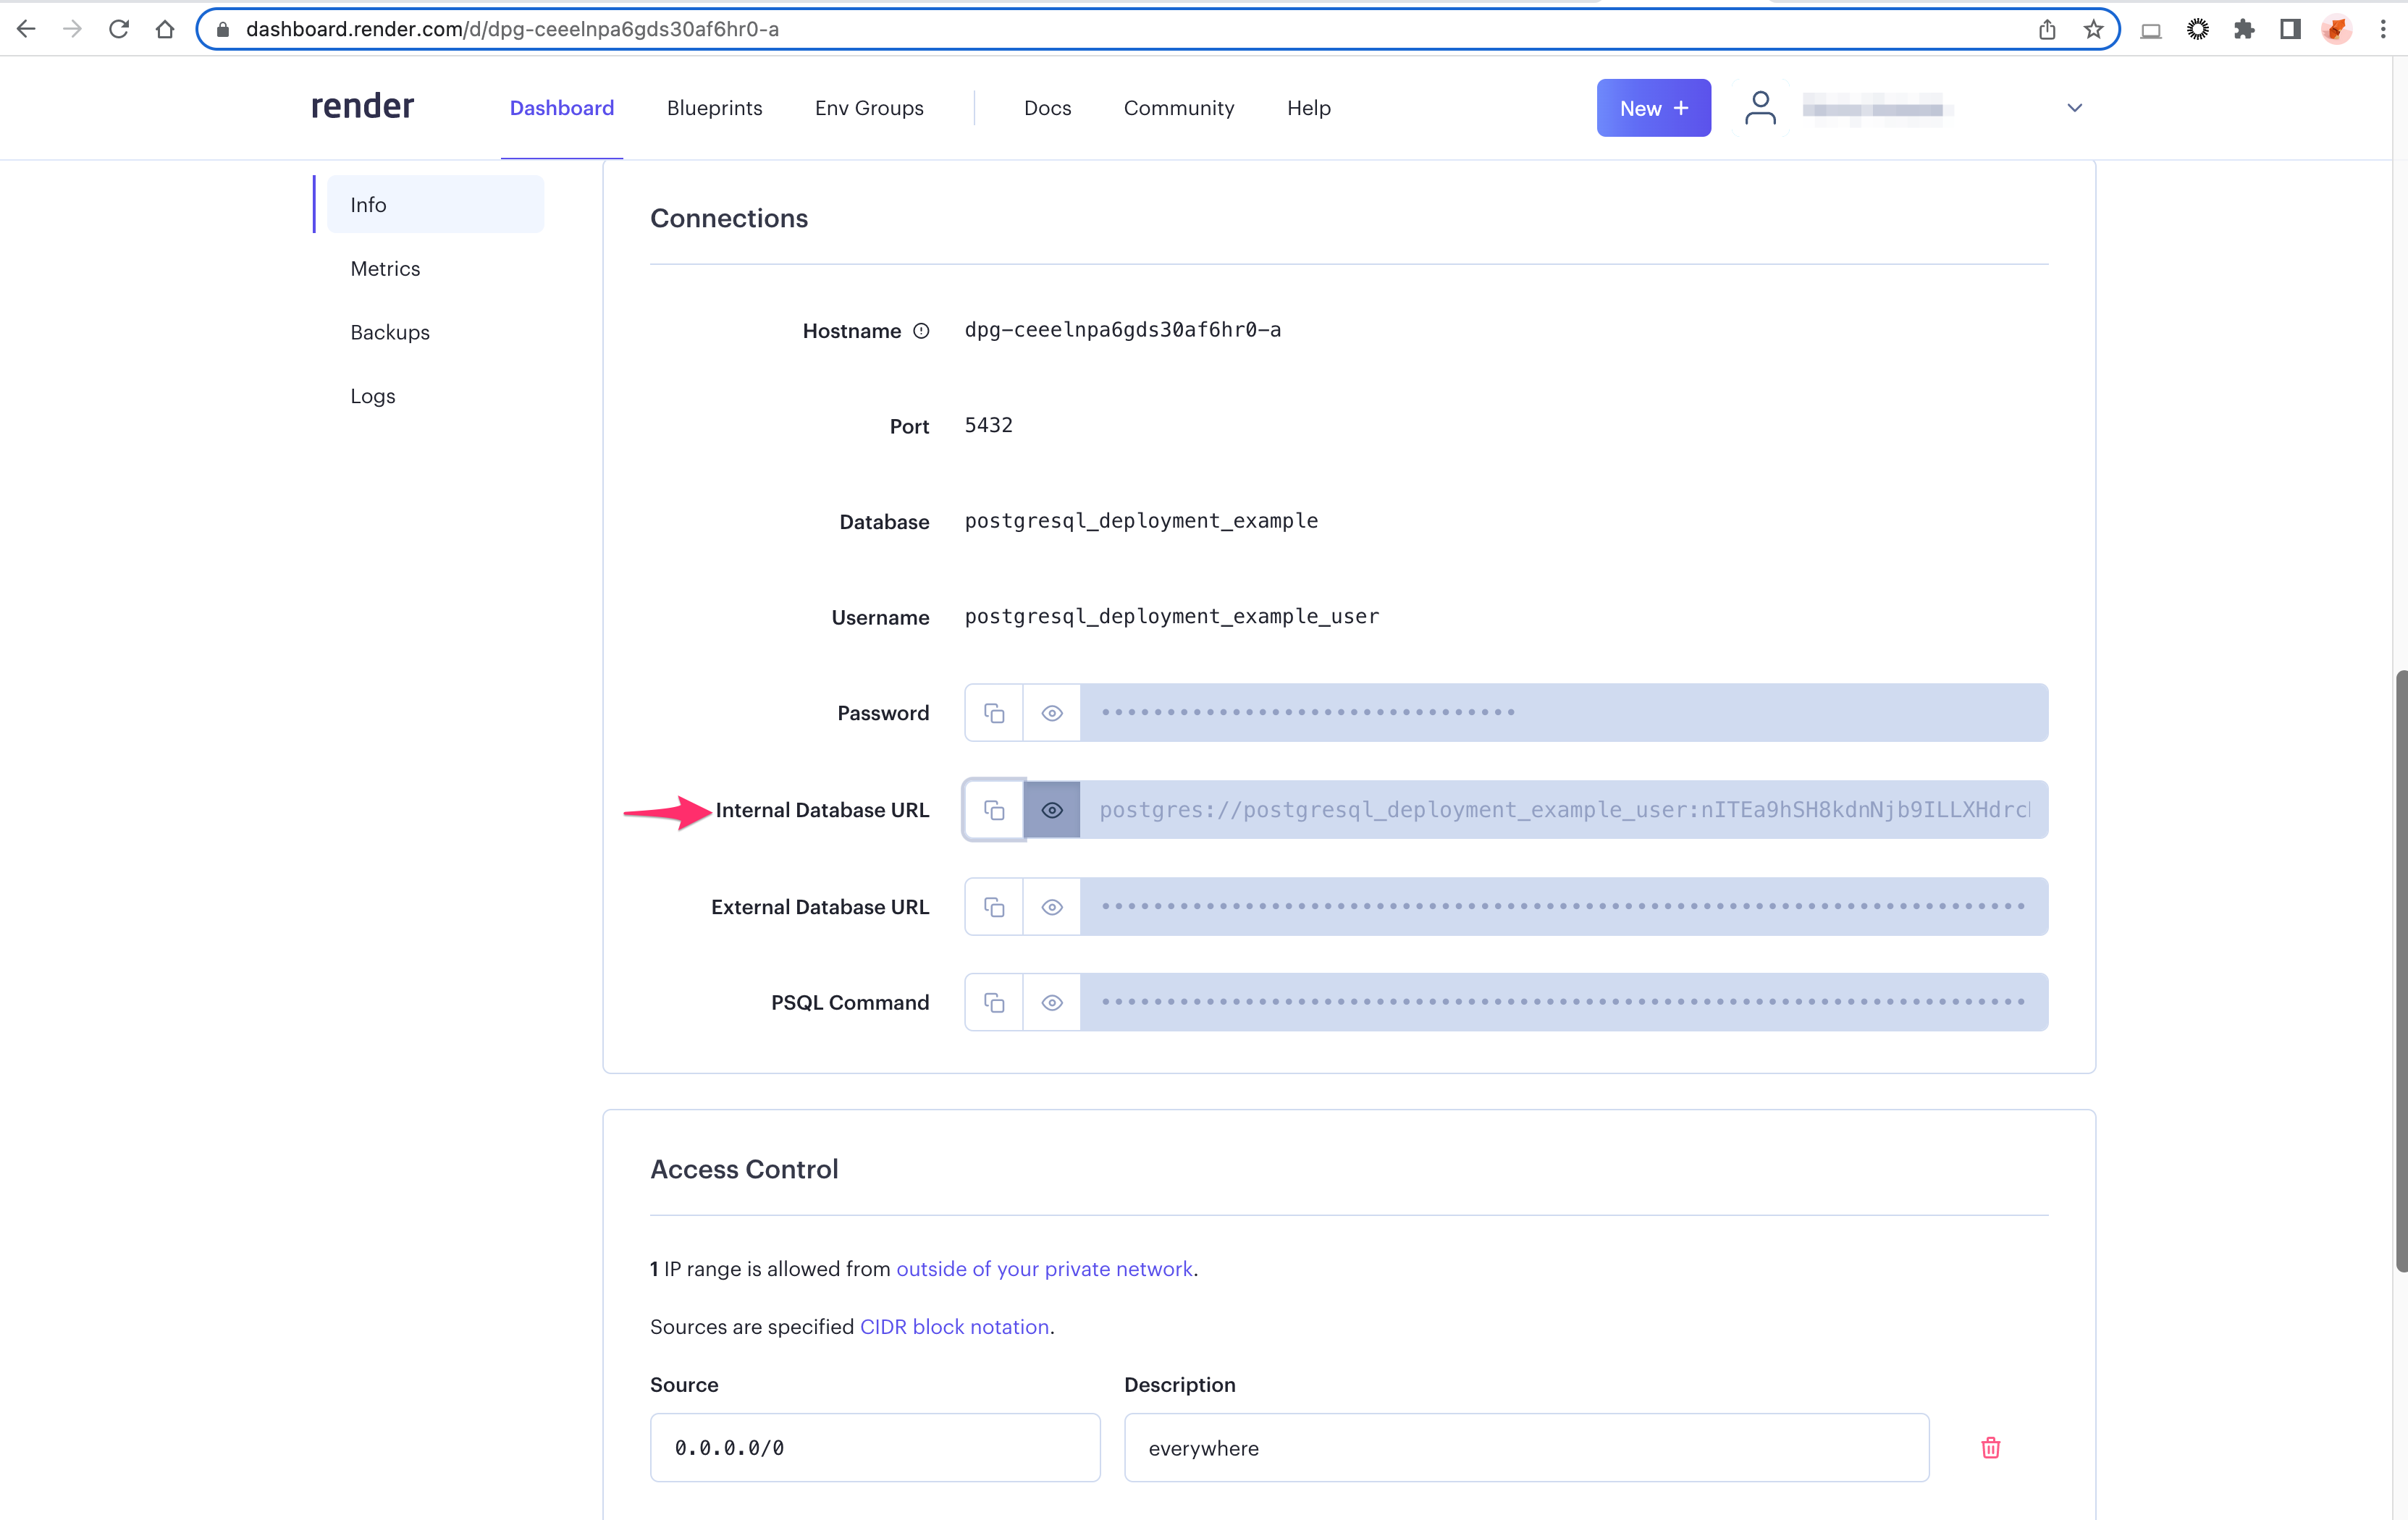 dashboard.render.com/d/dpg-ceeelnpa6gds30af6hr0-a
render
Dashboard
Blueprints
Env Groups
Docs
Community
Help
New +
Info
Metrics
Backups
Logs
Connections
Hostname dpg-ceeelnpa6gds30af6hr0-a
Port 5432
Database postgresql_deployment_example
Username postgresql_deployment_example_user
Password
Internal Database URL postgres://postgresql_deployment_example_user:nITEa9hSH8kdnNjb9ILLXHdrc
External Database URL
PSQL Command
Access Control
1 IP range is allowed from outside of your private network.
Sources are specified CIDR block notation.
Source Description
0.0.0.0/0 everywhere